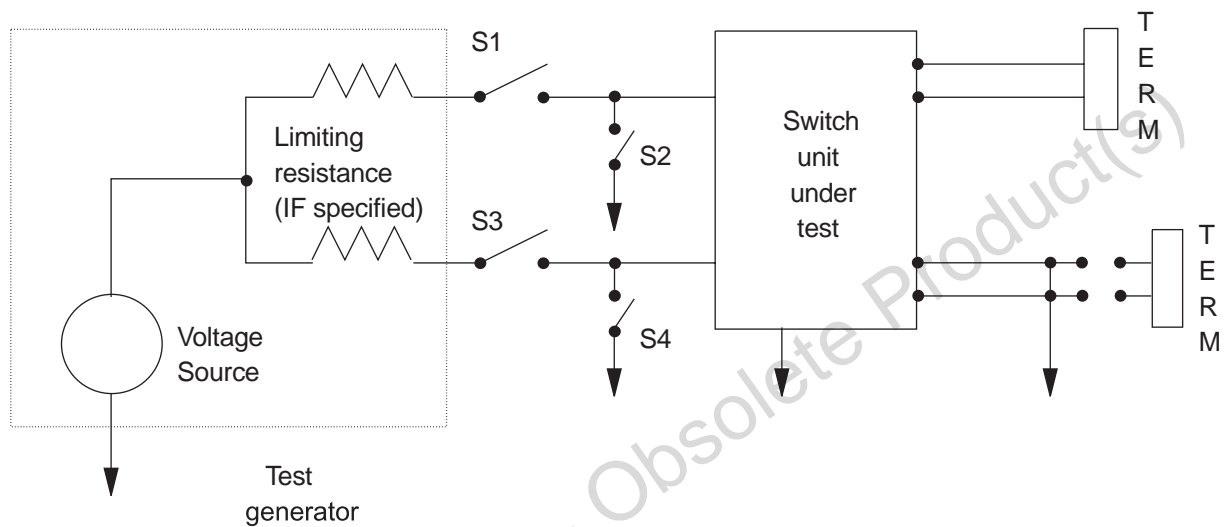 S1
Limiting
resistance
(IF specified)
S2
S3
S4
Voltage
Source
Test
generator
Switch
unit
under
test
T
E
R
M
T
E
R
M
Obsolete Product(s)